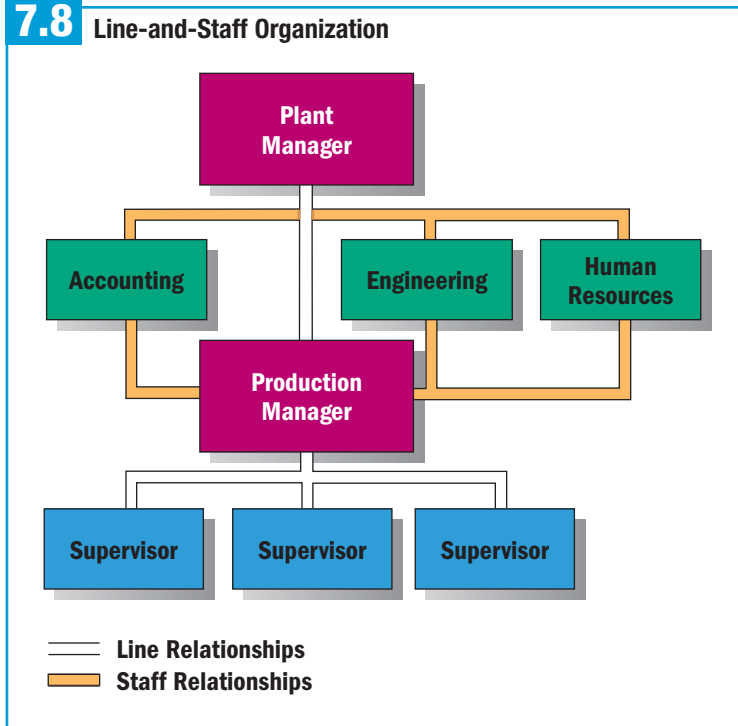 7.8 Line-and-Staff Organization
Plant
Manager
Accounting
Engineering
Human
Resources
Production
Manager
Supervisor
Supervisor
Supervisor
Line Relationships
Staff Relationships